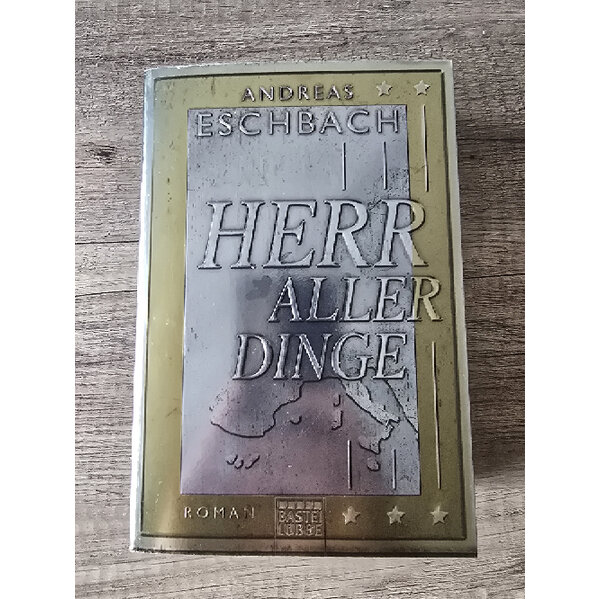 ANDREAS
ESCHBACH
HERR
ALLER
DINGE
ROMAN
BASTEI
LÜBBE